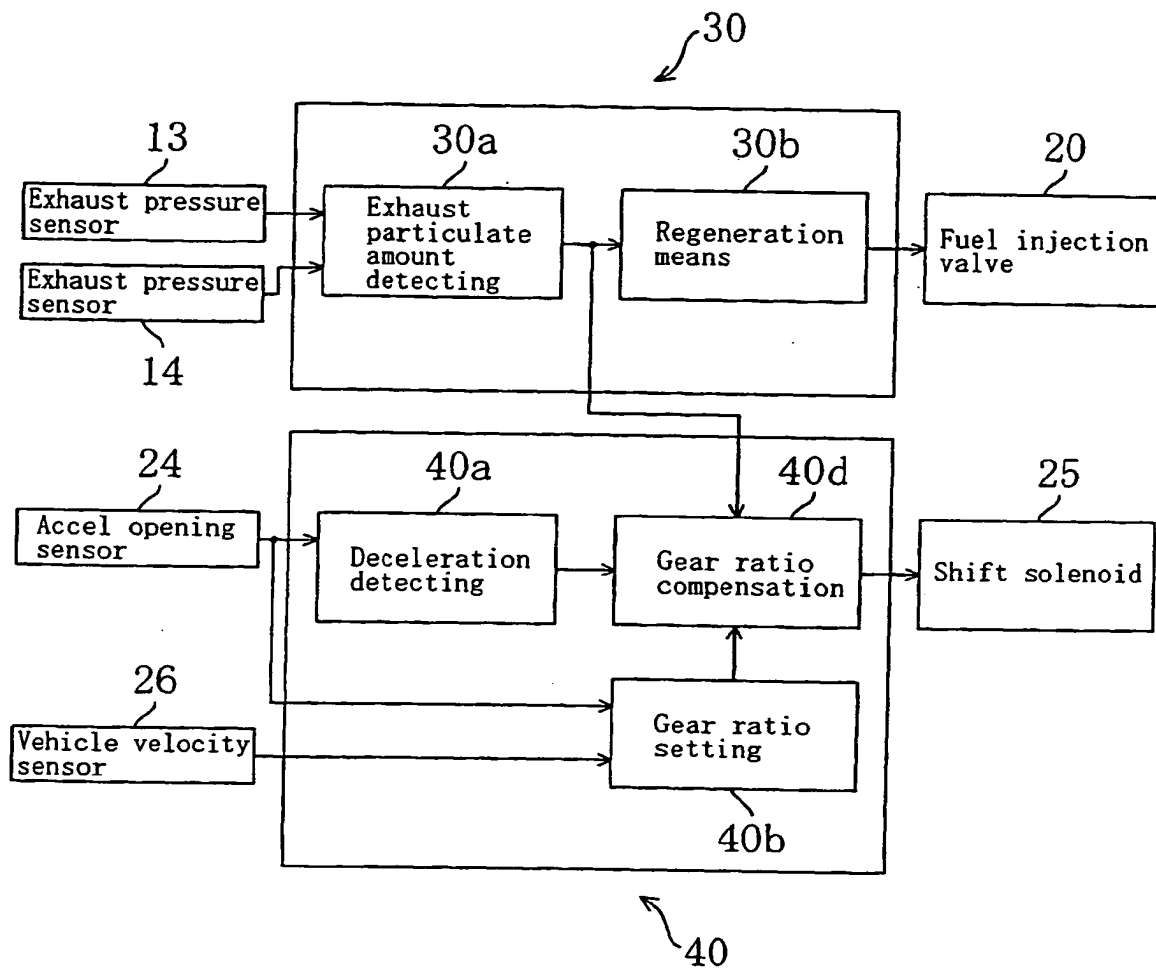 30
13
30a
30b
20
Exhaust pressure
sensor
Exhaust
particulate
amount
detecting
Regeneration
means
Fuel injection
valve
Exhaust pressure
sensor
14
24
40a
40d
25
Accel opening
sensor
Deceleration
detecting
Gear ratio
compensation
Shift solenoid
26
Vehicle velocity
sensor
Gear ratio
setting
40b
40